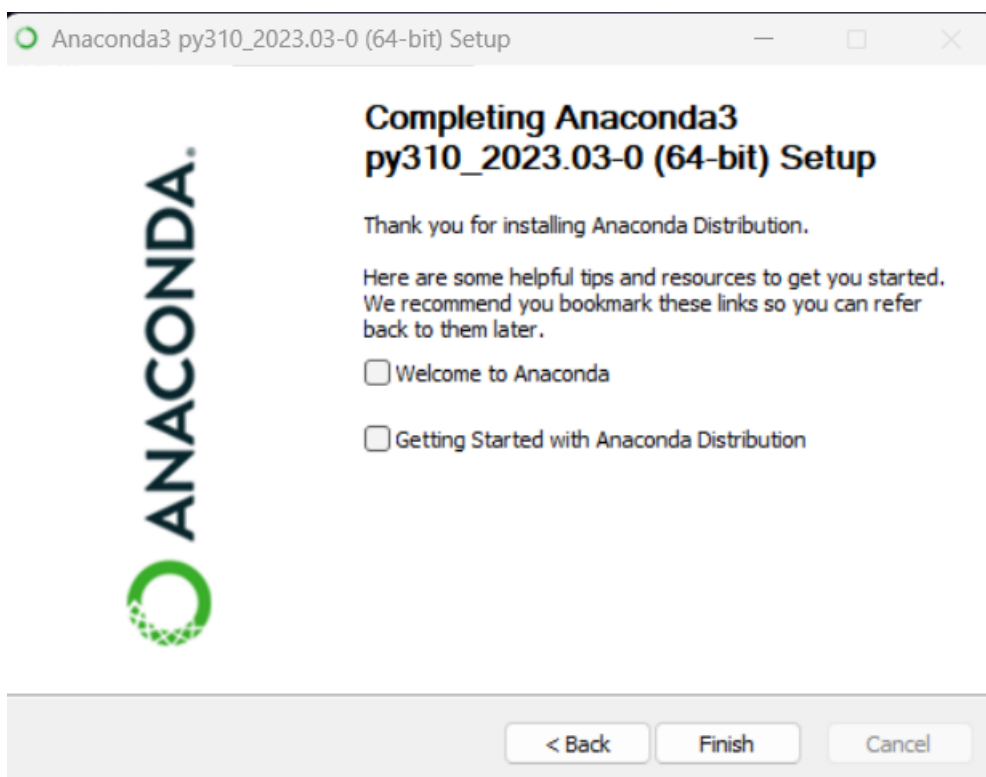 Anaconda3 py310_2023.03-0 (64-bit) Setup
ANACONDA.
Completing Anaconda3
py310_2023.03-0 (64-bit) Setup
Thank you for installing Anaconda Distribution.
Here are some helpful tips and resources to get you started.
We recommend you bookmark these links so you can refer
back to them later.
Welcome to Anaconda
Getting Started with Anaconda Distribution
< Back
Finish
Cancel